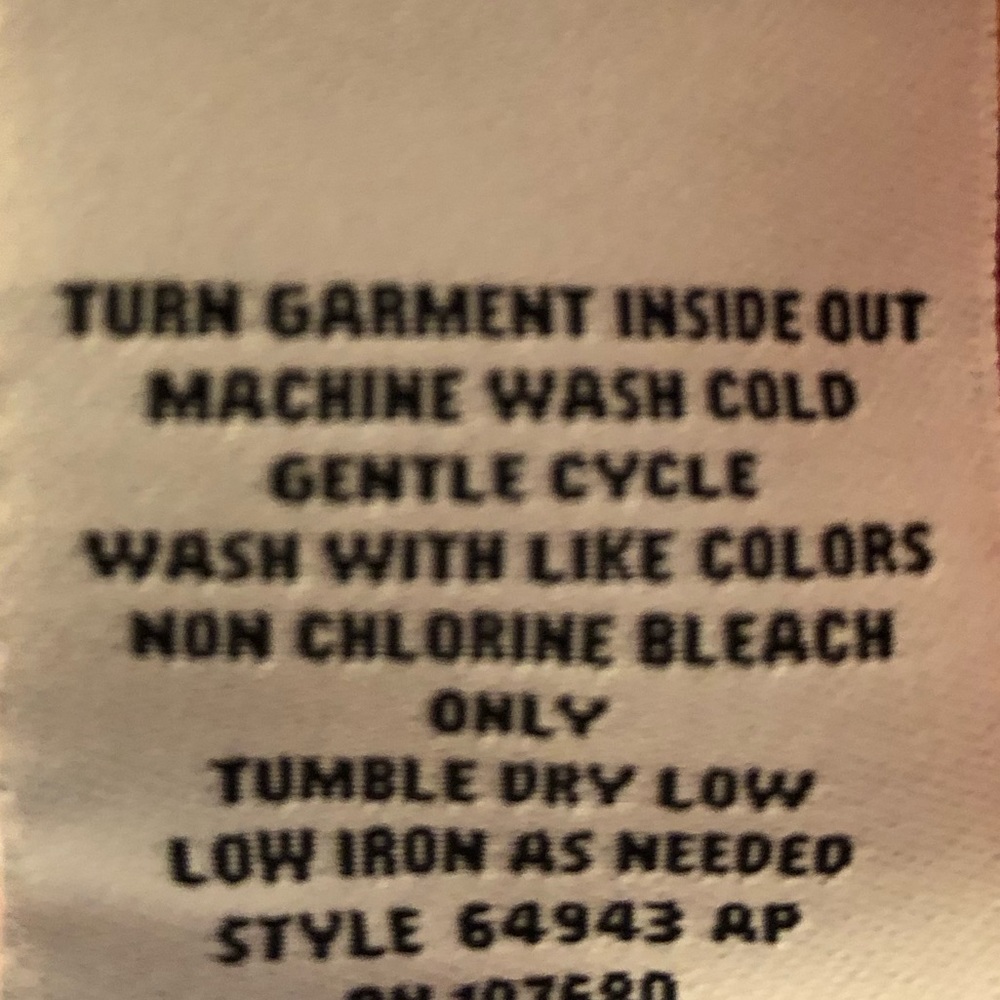 TURN GARMENT INSIDE OUT
MACHINE WASH COLD
GENTLE CYCLE
WASH WITH LIKE COLORS
NON CHLORINE BLEACH
ONLY
TUMBLE DRY LOW
LOW IRON AS NEEDED
STYLE 64943 AP